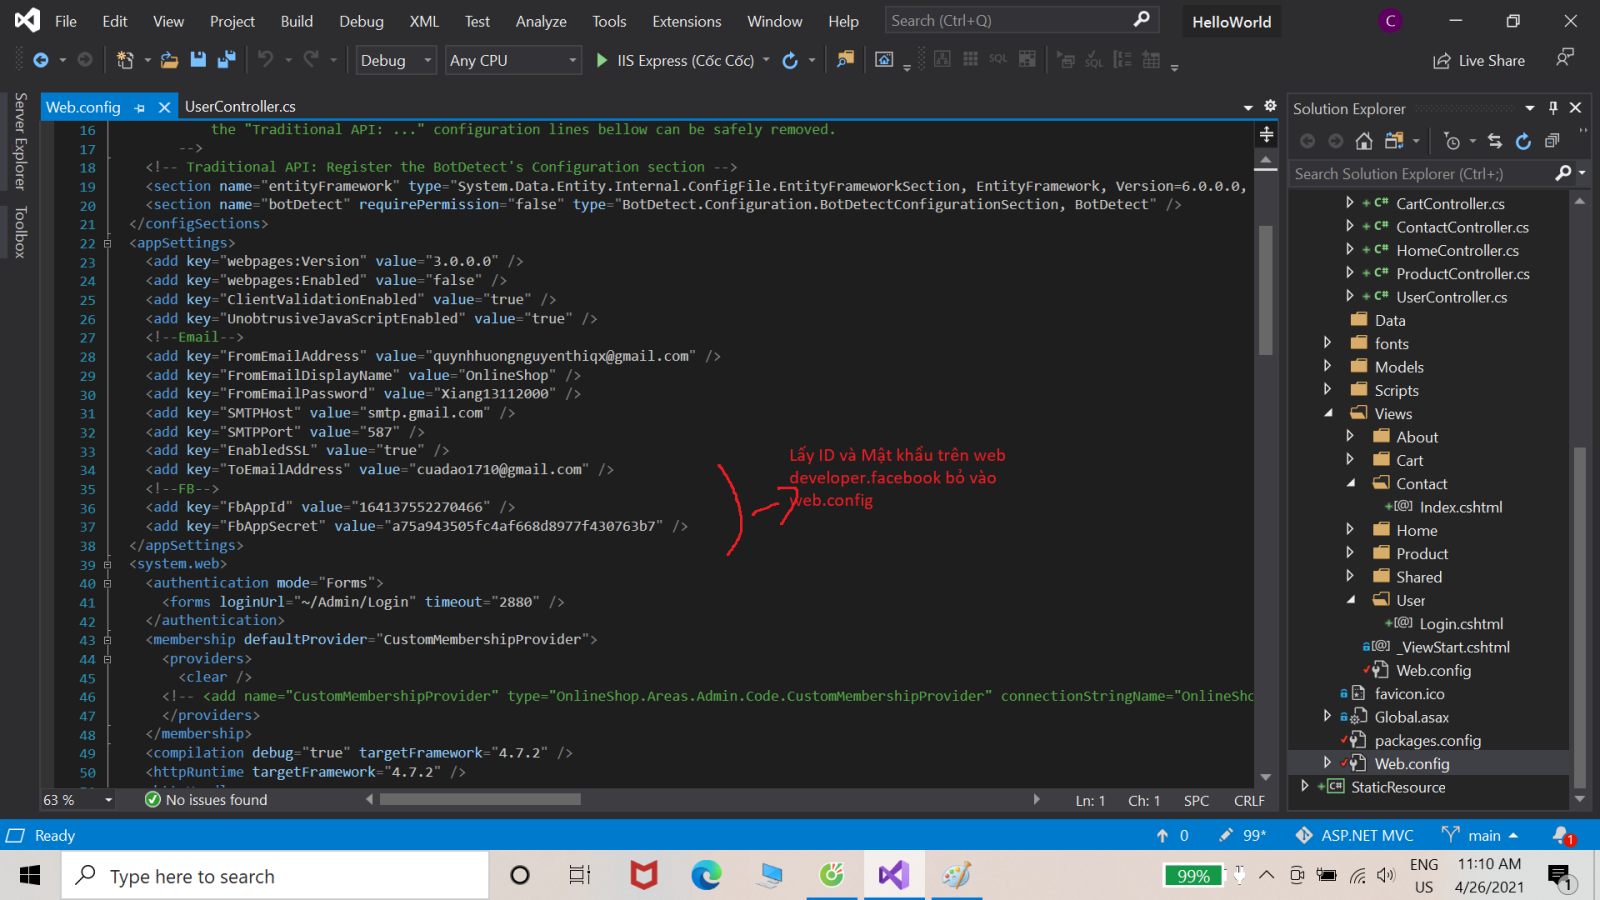 File Edit View Project Build Debug XML Test Analyze Tools Extensions Window Help Search (Ctrl+Q) HelloWorld C
Debug Any CPU IIS Express (Cốc Cốc) SQL SQL Live Share
Server Explorer
Toolbox
Web.config UserController.cs
16 the "Traditional API: ..." configuration lines bellow can be safely removed.
17 -->
18 <!-- Traditional API: Register the BotDetect's Configuration section -->
19 <section name="entityFramework" type="System.Data.Entity.Internal.ConfigFile.EntityFrameworkSection, EntityFramework, Version=6.0.0.0,
20 <section name="botDetect" requirePermission="false" type="BotDetect.Configuration.BotDetectConfigurationSection, BotDetect" />
21 </configSections>
22 <appSettings>
23 <add key="webpages:Version" value="3.0.0.0" />
24 <add key="webpages:Enabled" value="false" />
25 <add key="ClientValidationEnabled" value="true" />
26 <add key="UnobtrusiveJavaScriptEnabled" value="true" />
27 <!--Email-->
28 <add key="FromEmailAddress" value="quynhhuongnguyenthiqx@gmail.com" />
29 <add key="FromEmailDisplayName" value="OnlineShop" />
30 <add key="FromEmailPassword" value="Xiang13112000" />
31 <add key="SMTPHost" value="smtp.gmail.com" />
32 <add key="SMTPPort" value="587" />
33 <add key="EnabledSSL" value="true" />
34 <add key="ToEmailAddress" value="cuadao1710@gmail.com" />
35 <!--FB-->
36 <add key="FbAppId" value="164137552270466" />
37 <add key="FbAppSecret" value="a75a943505fc4af668d8977f430763b7" />
38 </appSettings>
39 <system.web>
40 <authentication mode="Forms">
41 <forms loginUrl="~/Admin/Login" timeout="2880" />
42 </authentication>
43 <membership defaultProvider="CustomMembershipProvider">
44 <providers>
45 <clear />
46 <!-- <add name="CustomMembershipProvider" type="OnlineShop.Areas.Admin.Code.CustomMembershipProvider" connectionStringName="OnlineSho
47 </providers>
48 </membership>
49 <compilation debug="true" targetFramework="4.7.2" />
50 <httpRuntime targetFramework="4.7.2" />
Lấy ID và Mật khẩu trên web
developer.facebook bỏ vào
web.config
63 % No issues found Ln: 1 Ch: 1 SPC CRLF
Solution Explorer
Search Solution Explorer (Ctrl+;)
C# CartController.cs
C# ContactController.cs
C# HomeController.cs
C# ProductController.cs
C# UserController.cs
Data
fonts
Models
Scripts
Views
About
Cart
Contact
Index.cshtml
Home
Product
Shared
User
Login.cshtml
_ViewStart.cshtml
Web.config
favicon.ico
Global.asax
packages.config
Web.config
StaticResource
Ready 0 99* ASP.NET MVC main 1
Type here to search 99% ENG US 11:10 AM 4/26/2021 1